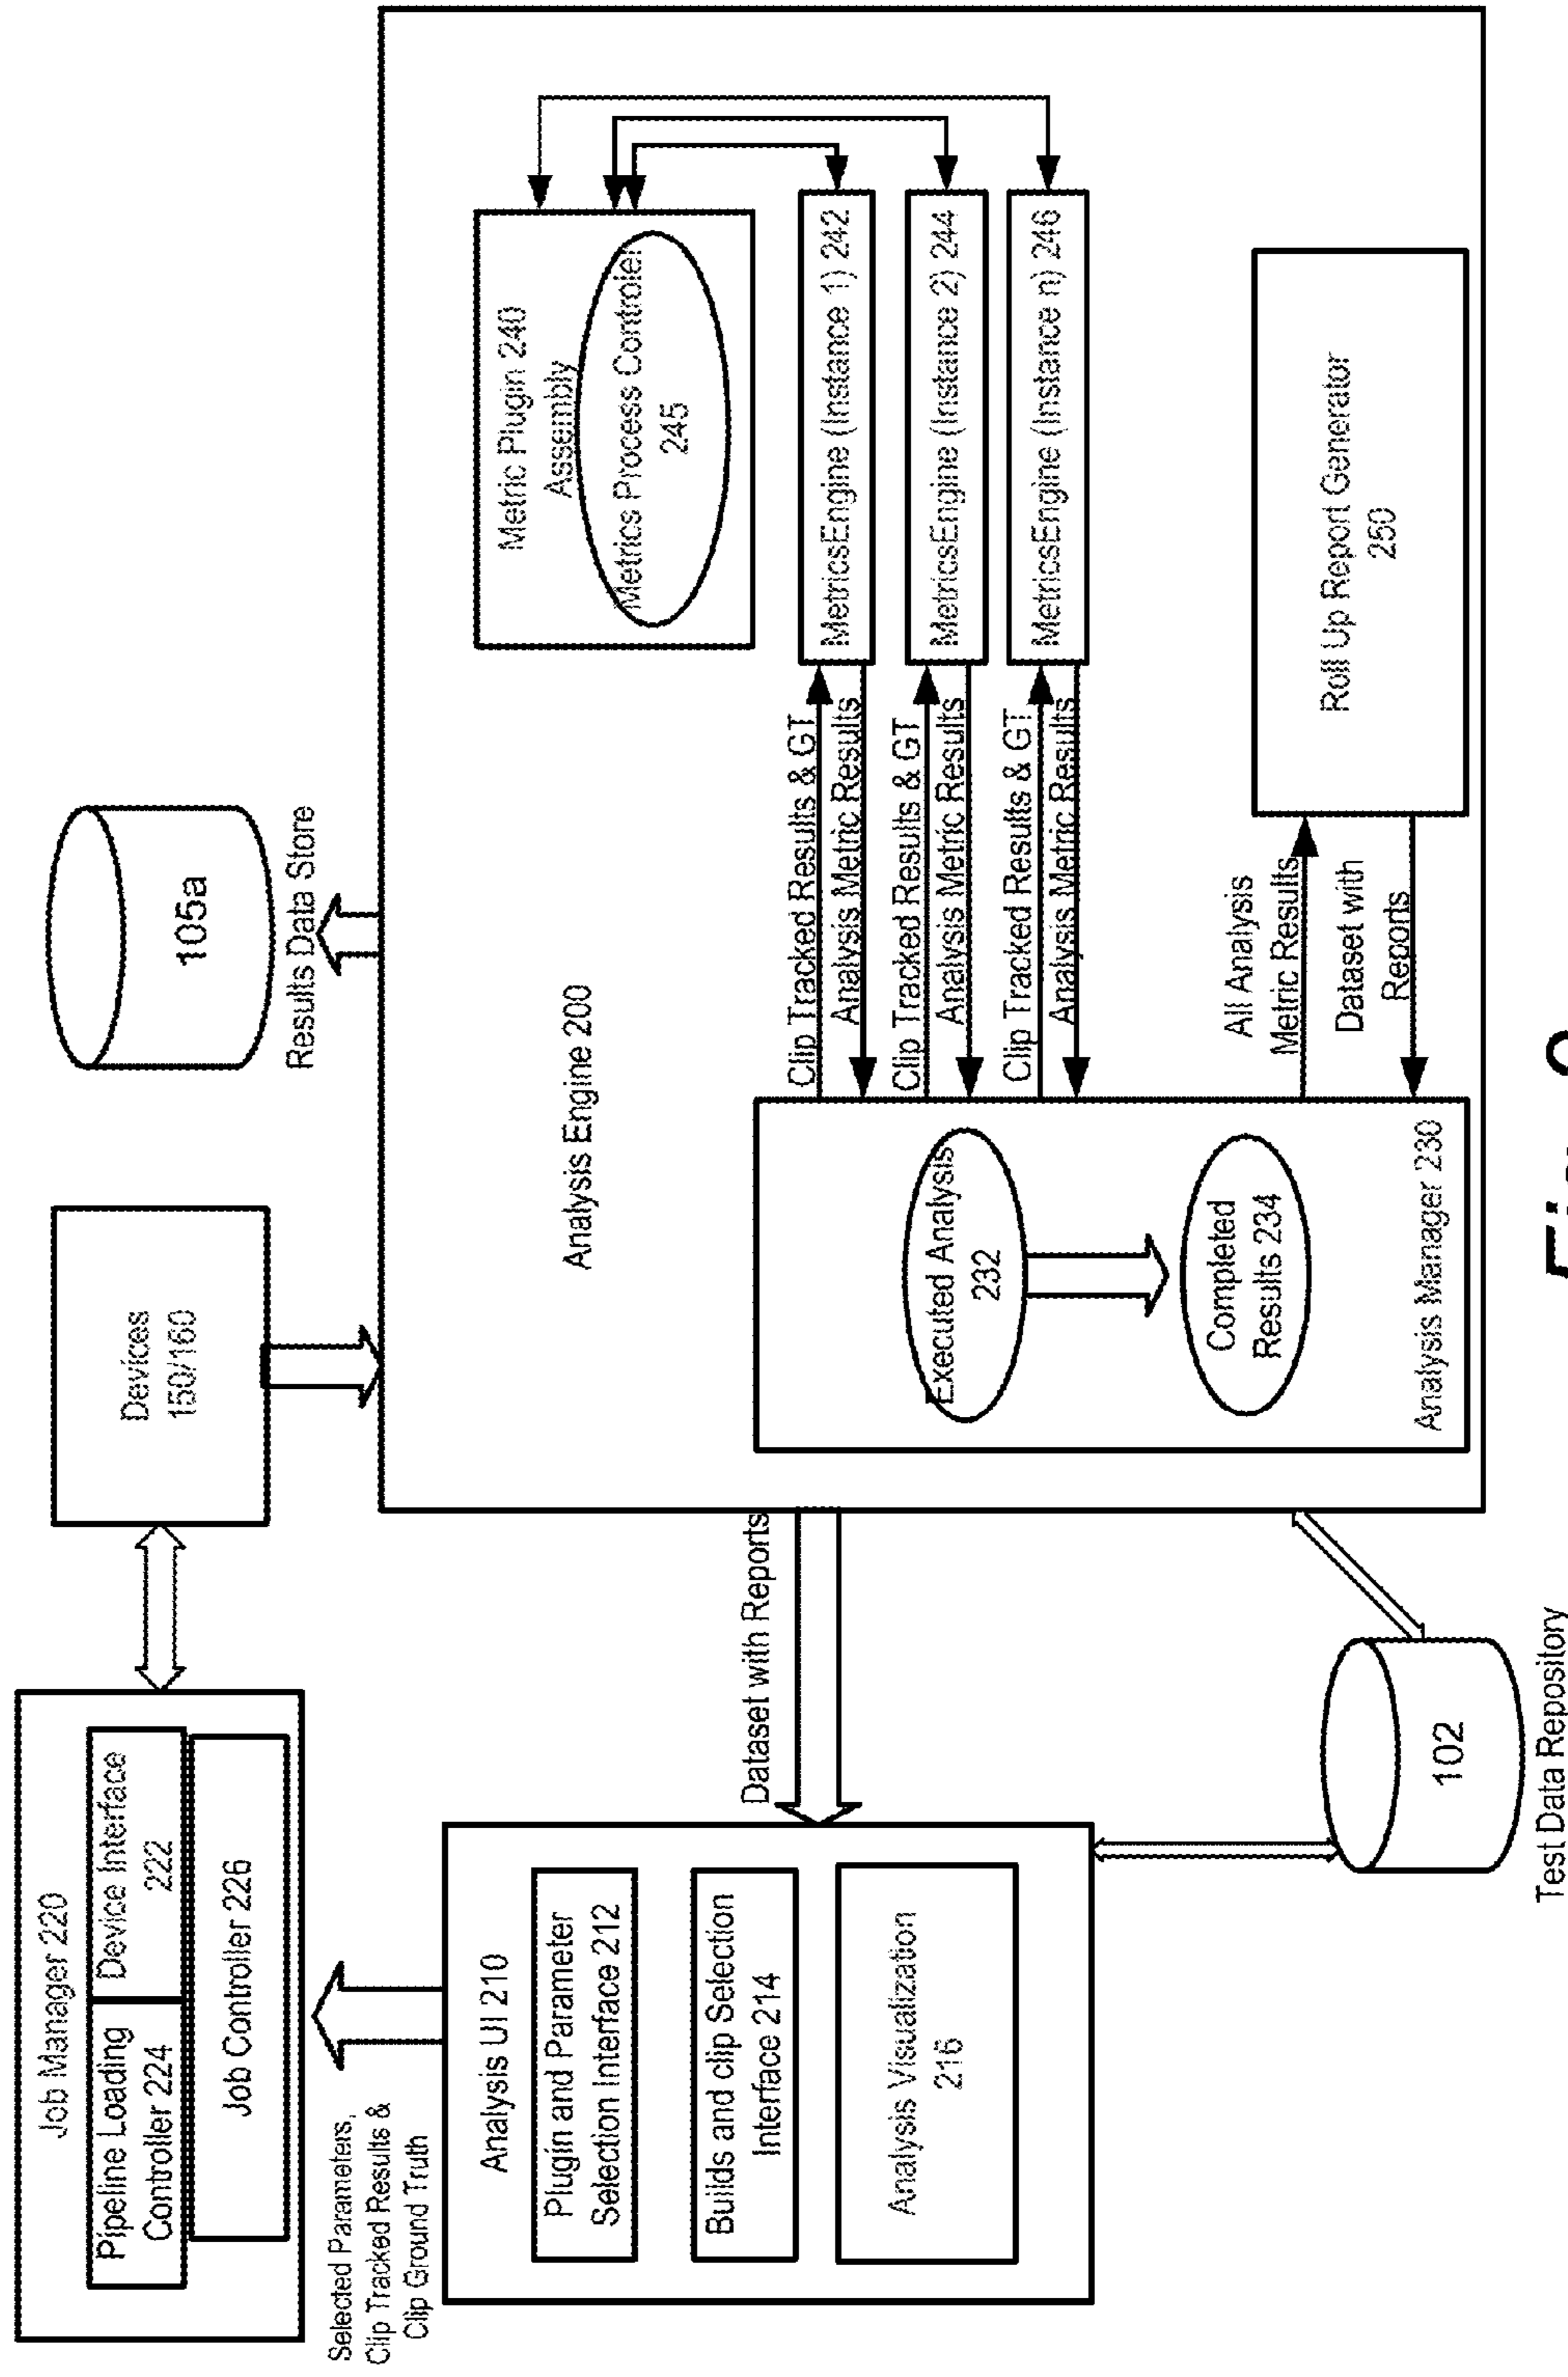 Job Manager 220
Pipeline Loading
Controller 224
Device Interface
222
Job Controller 226
Devices
150/160
105a
Results Data Store
Selected Parameters,
Clip Tracked Results &
Clip Ground Truth
Analysis UI 210
Plugin and Parameter
Selection Interface 212
Builds and clip Selection
Interface 214
Analysis Visualization
216
Dataset with Reports
102
Test Data Repository
Analysis Engine 200
Metric Plugin 240
Assembly
Metrics Process Controler
245
Clip Tracked Results & GT
Analysis Metric Results
MetricsEngine (Instance 1) 242
Clip Tracked Results & GT
Analysis Metric Results
MetricsEngine (Instance 2) 244
Clip Tracked Results & GT
Analysis Metric Results
MetricsEngine (Instance n) 246
Executed Analysis
232
Completed
Results 234
Analysis Manager 230
All Analysis
Metric Results
Dataset with
Reports
Roll Up Report Generator
250